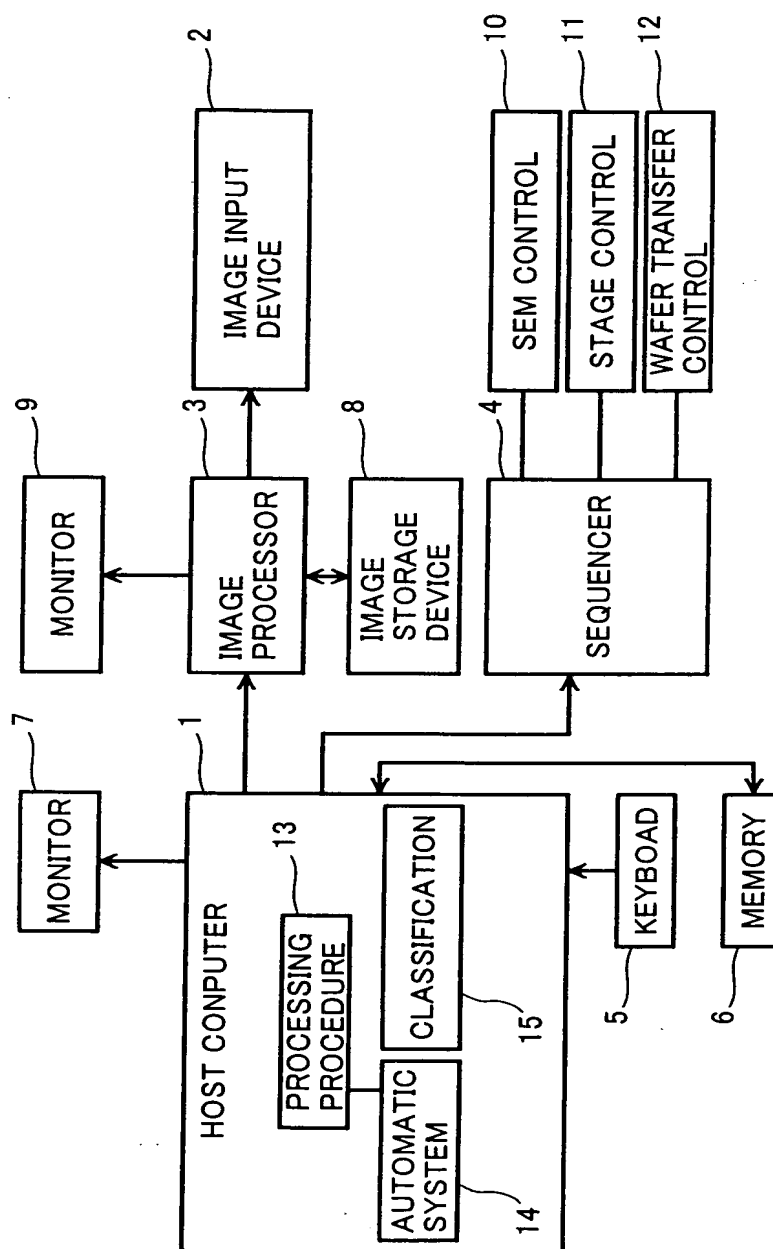 7
MONITOR
9
MONITOR
1
HOST CONPUTER
13
PROCESSING
PROCEDURE
AUTOMATIC
SYSTEM
14
CLASSIFICATION
15
3
IMAGE
PROCESSOR
2
IMAGE INPUT
DEVICE
8
IMAGE
STORAGE
DEVICE
5
KEYBOAD
6
MEMORY
4
SEQUENCER
10
SEM CONTROL
11
STAGE CONTROL
12
WAFER TRANSFER
CONTROL